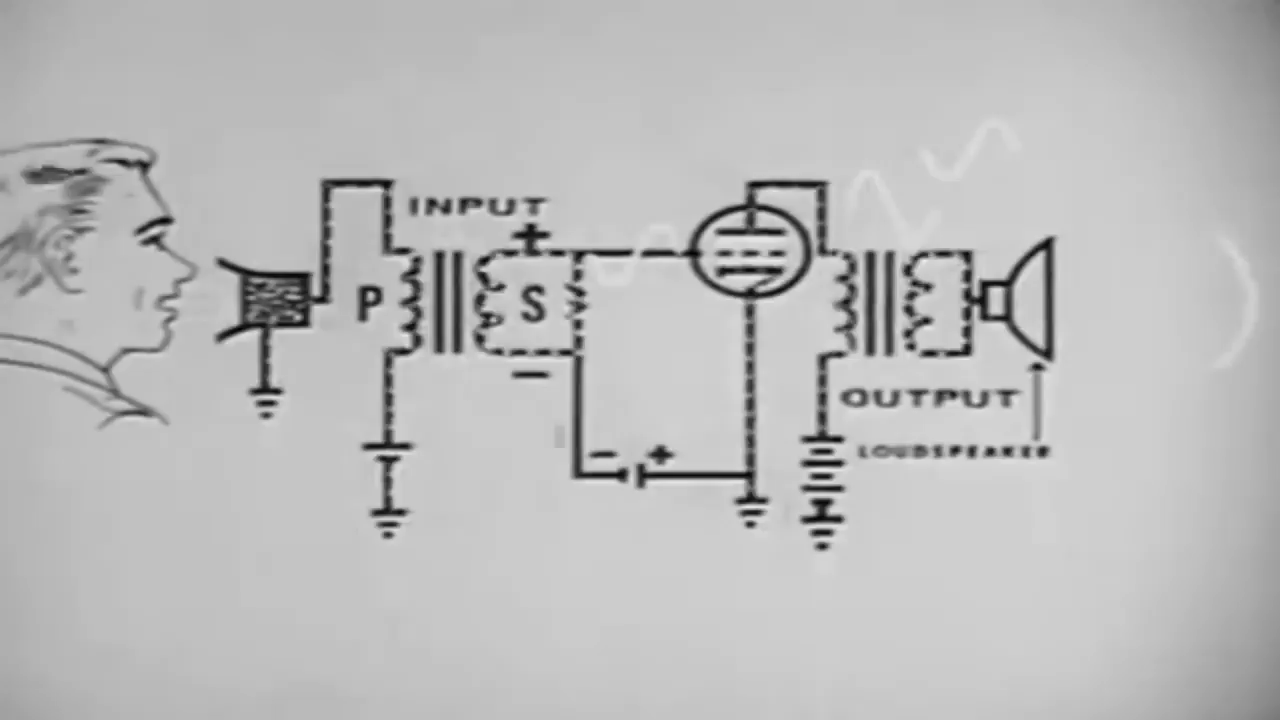 INPUT
+
P
S
−
OUTPUT
− +
LOUDSPEAKER